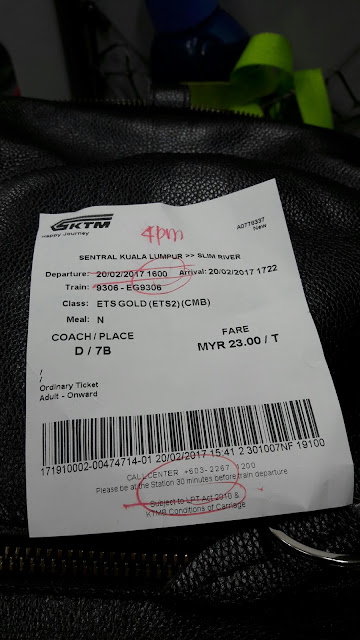 KTM
Happy Journey
4pm
A0770337
New
SENTRAL KUALA LUMPUR >> SLIM RIVER
Departure: 20/02/2017 1600 Arrival: 20/02/2017 1722
Train: 9306 - EG9306
Class: ETS GOLD (ETS2) (CMB)
Meal: N
COACH / PLACE FARE
D / 7B MYR 23.00 / T
/
/
Ordinary Ticket
Adult - Onward
171910002-00474714-01 20/02/2017 15:41 2 301007NF 19100
CALL CENTER +603-2267 1200
Please be at the Station 30 minutes before train departure
Subject to LPT Act 2010 &
KTMB Conditions of Carriage